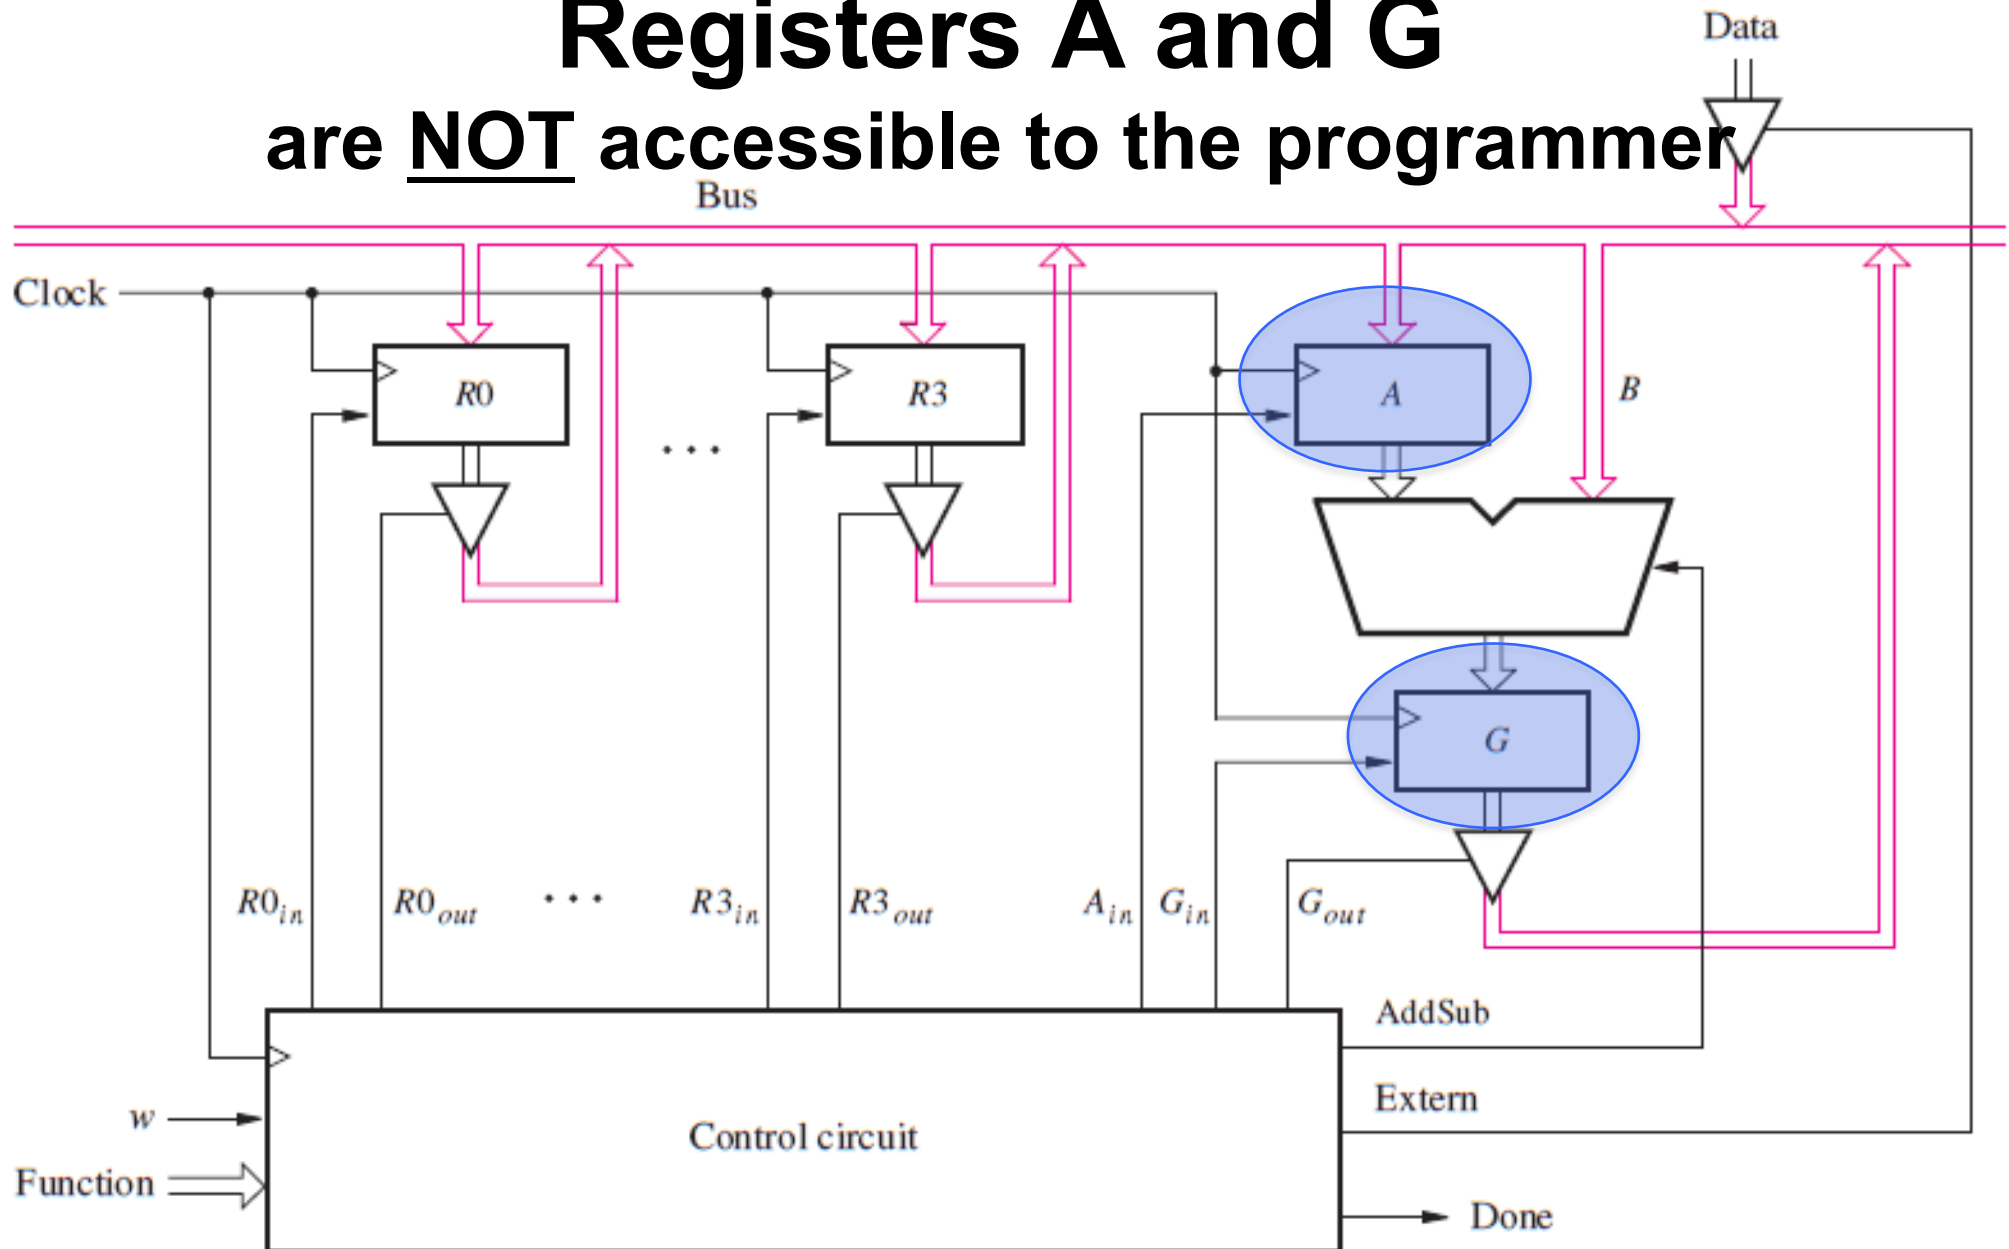 Registers A and G
are NOT accessible to the programmer
Data
Bus
Clock
R0
R3
A
B
. . .
G
R0in
R0out
. . .
R3in
R3out
Ain
Gin
Gout
AddSub
Extern
w
Control circuit
Function
Done